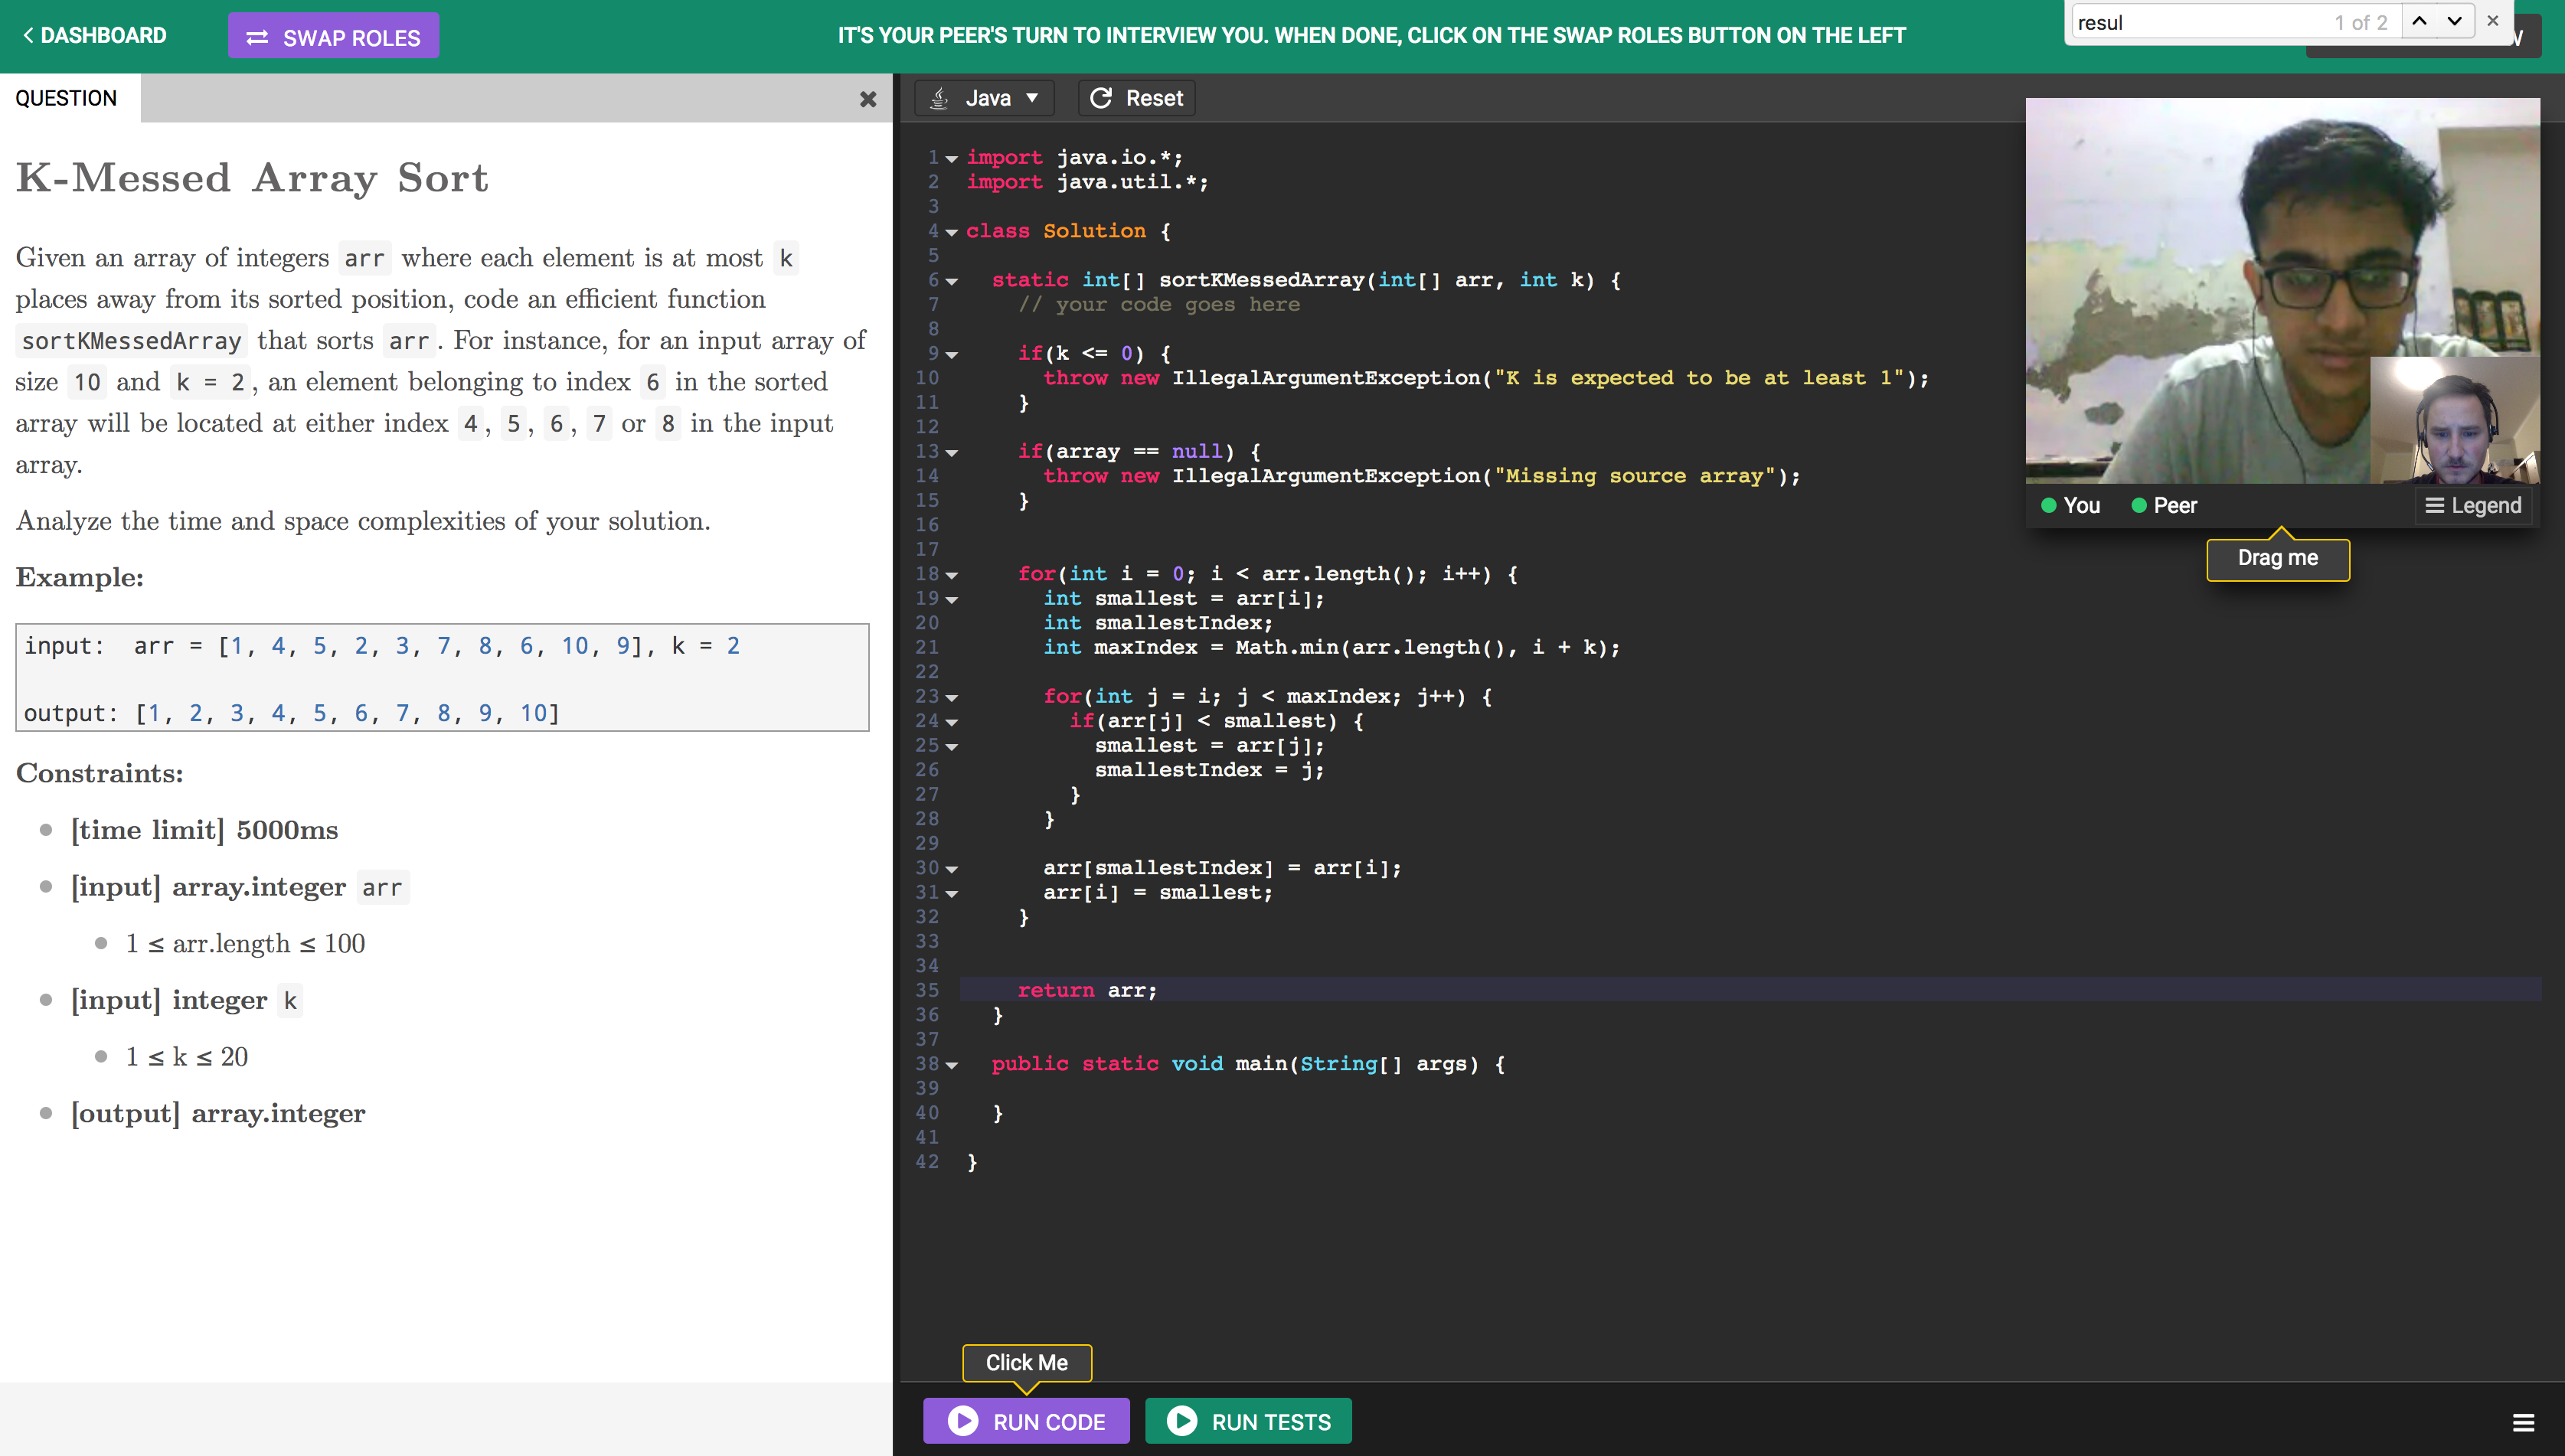 DASHBOARD
SWAP ROLES
IT'S YOUR PEER'S TURN TO INTERVIEW YOU. WHEN DONE, CLICK ON THE SWAP ROLES BUTTON ON THE LEFT
resul 1 of 2
QUESTION
Java
Reset
K-Messed Array Sort
Given an array of integers arr where each element is at most k
places away from its sorted position, code an efficient function
sortKMessedArray that sorts arr. For instance, for an input array of
size 10 and k = 2, an element belonging to index 6 in the sorted
array will be located at either index 4, 5, 6, 7 or 8 in the input
array.
Analyze the time and space complexities of your solution.
Example:
input: arr = [1, 4, 5, 2, 3, 7, 8, 6, 10, 9], k = 2
output: [1, 2, 3, 4, 5, 6, 7, 8, 9, 10]
Constraints:
[time limit] 5000ms
[input] array.integer arr
1 ≤ arr.length ≤ 100
[input] integer k
1 ≤ k ≤ 20
[output] array.integer
1 import java.io.*;
2 import java.util.*;
3
4 class Solution {
5
6 static int[] sortKMessedArray(int[] arr, int k) {
7 // your code goes here
8
9 if(k <= 0) {
10 throw new IllegalArgumentException("K is expected to be at least 1");
11 }
12
13 if(array == null) {
14 throw new IllegalArgumentException("Missing source array");
15 }
16
17
18 for(int i = 0; i < arr.length(); i++) {
19 int smallest = arr[i];
20 int smallestIndex;
21 int maxIndex = Math.min(arr.length(), i + k);
22
23 for(int j = i; j < maxIndex; j++) {
24 if(arr[j] < smallest) {
25 smallest = arr[j];
26 smallestIndex = j;
27 }
28 }
29
30 arr[smallestIndex] = arr[i];
31 arr[i] = smallest;
32 }
33
34
35 return arr;
36 }
37
38 public static void main(String[] args) {
39
40 }
41
42 }
You Peer Legend
Drag me
Click Me
RUN CODE
RUN TESTS